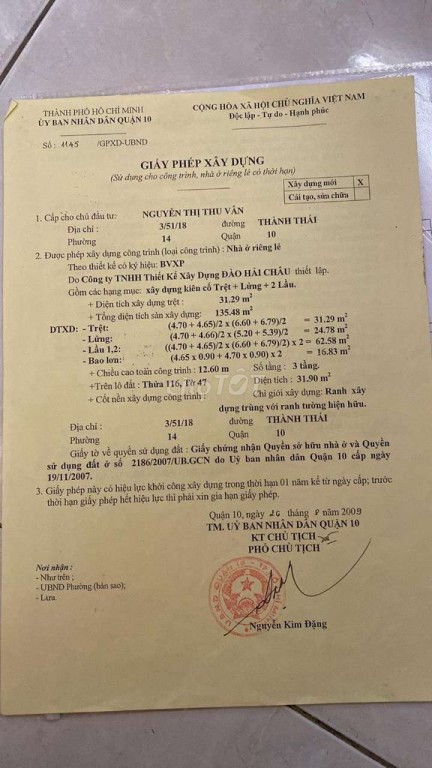 THÀNH PHỐ HỒ CHÍ MINH
ỦY BAN NHÂN DÂN QUẬN 10
CỘNG HÒA XÃ HỘI CHỦ NGHĨA VIỆT NAM
Độc lập - Tự do - Hạnh phúc
Số : 1145 /GPXD-UBND
GIẤY PHÉP XÂY DỰNG
(Sử dụng cho công trình, nhà ở riêng lẻ có thời hạn)
Xây dựng mới X
Cải tạo, sửa chữa
1. Cấp cho chủ đầu tư: NGUYỄN THỊ THU VÂN
Địa chỉ : 3/51/18 đường THÀNH THÁI
Phường 14 Quận 10
2. Được phép xây dựng công trình (loại công trình) : Nhà ở riêng lẻ
Theo thiết kế có ký hiệu: BVXP
Do Công ty TNHH Thiết Kế Xây Dựng ĐÀO HẢI CHÂU thiết lập.
Gồm các hạng mục: xây dựng kiên cố Trệt + Lửng + 2 Lầu.
+ Diện tích xây dựng trệt : 31.29 m²
+ Tổng diện tích sàn xây dựng: 135.48 m²
DTXD: - Trệt: (4.70 + 4.65)/2 x (6.60 + 6.79)/2 = 31.29 m²
- Lửng: (4.70 + 4.66)/2 x (5.20 + 5.39)/2 = 24.78 m²
- Lầu 1,2: ((4.70 + 4.65)/2 x (6.60 + 6.79)/2) x 2 = 62.58 m²
- Bao lơn: (4.65 x 0.90 + 4.70 x 0.90) x 2 = 16.83 m²
+ Chiều cao toàn công trình : 12.60 m Số tầng : 3 tầng.
+Trên lô đất : Thửa 116, Tờ 47 Diện tích : 31.90 m²
+ Cốt nền xây dựng công trình : Chỉ giới xây dựng: Ranh xây
dựng trùng với ranh tường hiện hữu.
Địa chỉ : 3/51/18 đường THÀNH THÁI
Phường 14 Quận 10
Giấy tờ về quyền sử dụng đất : Giấy chứng nhận Quyền sở hữu nhà ở và Quyền
sử dụng đất ở số 2186/2007/UB.GCN do Uỷ ban nhân dân Quận 10 cấp ngày
19/11/2007.
3. Giấy phép này có hiệu lực khởi công xây dựng trong thời hạn 01 năm kể từ ngày cấp; trước
thời hạn giấy phép hết hiệu lực thì phải xin gia hạn giấy phép.
Quận 10, ngày 26 tháng 8 năm 2009
TM. UỶ BAN NHÂN DÂN QUẬN 10
KT CHỦ TỊCH
PHÓ CHỦ TỊCH
Nơi nhận :
- Như trên ;
- UBND Phường (bản sao);
- Lưu.
Nguyễn Kim Đặng